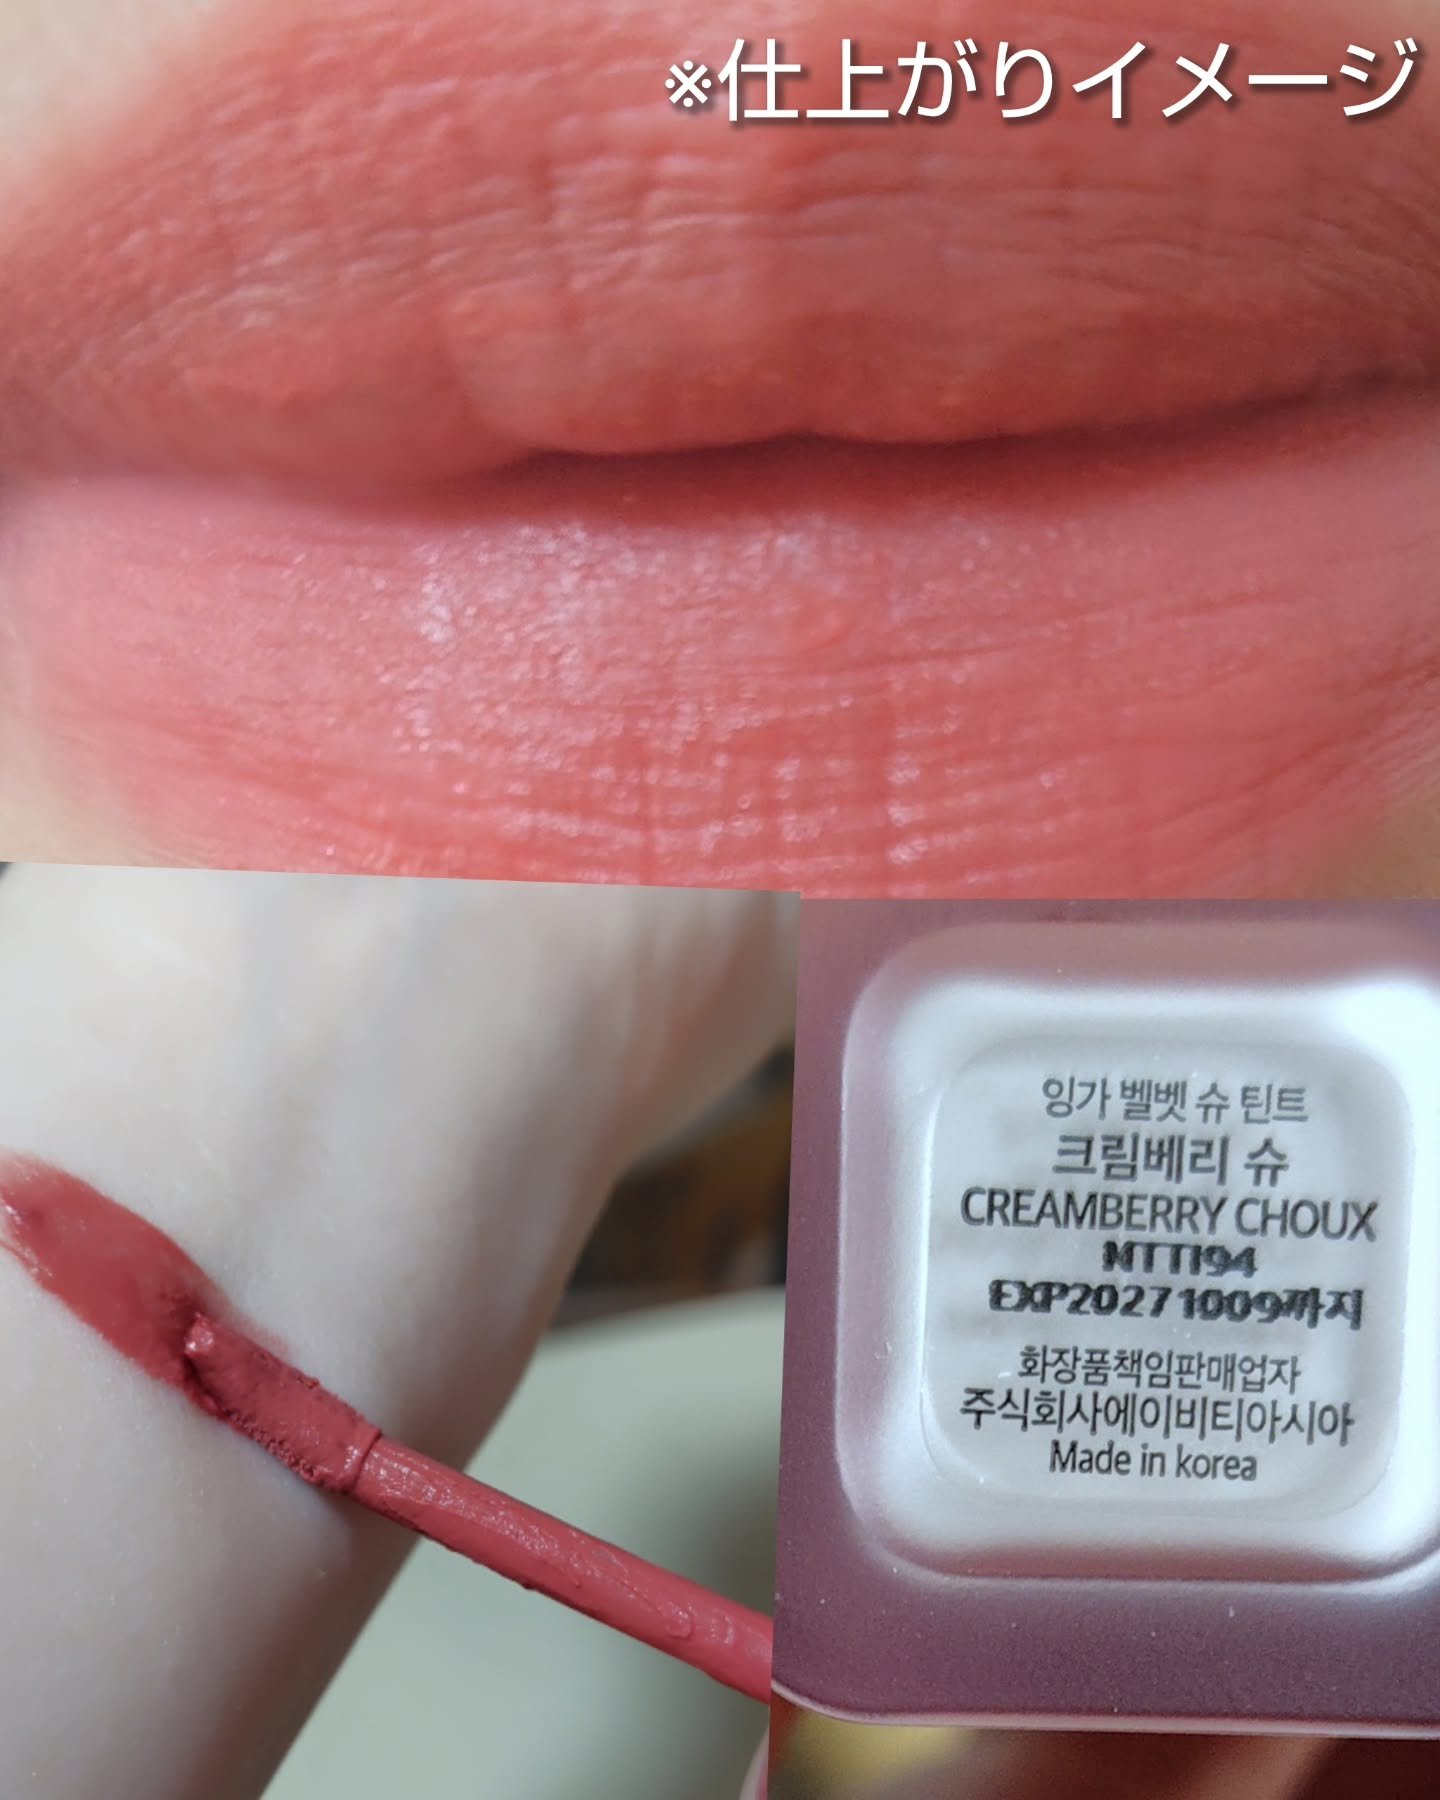 ※仕上がりイメージ
잉가 벨벳 슈 틴트
크림베리 슈
CREAMBERRY CHOUX
MTTI94
EXP20271009까지
화장품책임판매업자
주식회사에이비티아시아
Made in korea